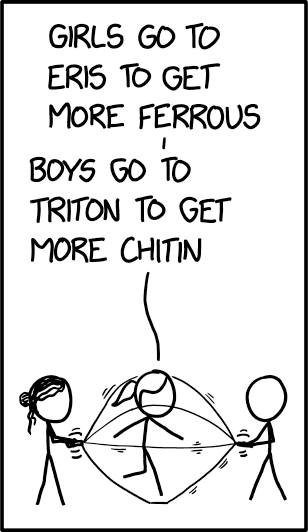 GIRLS GO TO
ERIS TO GET
MORE FERROUS
BOYS GO TO
TRITON TO GET
MORE CHITIN